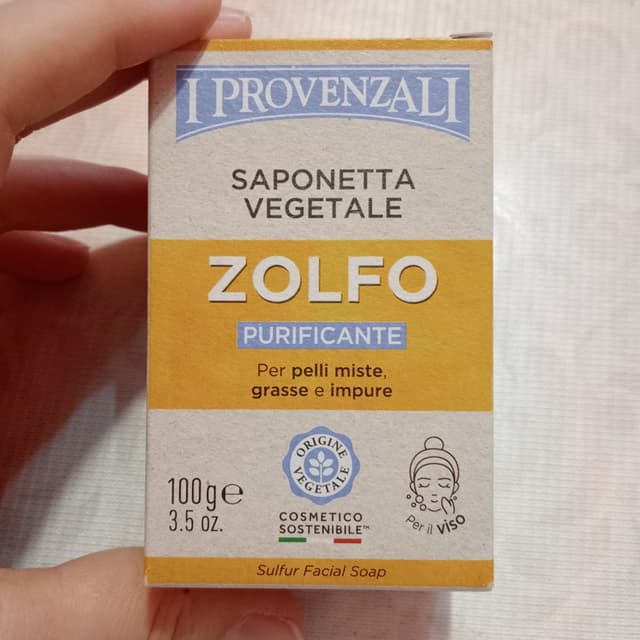 I PROVENZALI
SAPONETTA
VEGETALE
ZOLFO
PURIFICANTE
Per pelli miste,
grasse e impure
ORIGINE
VEGETALE
100 g e
3.5 oz.
COSMETICO
SOSTENIBILE™
Per il viso
Sulfur Facial Soap